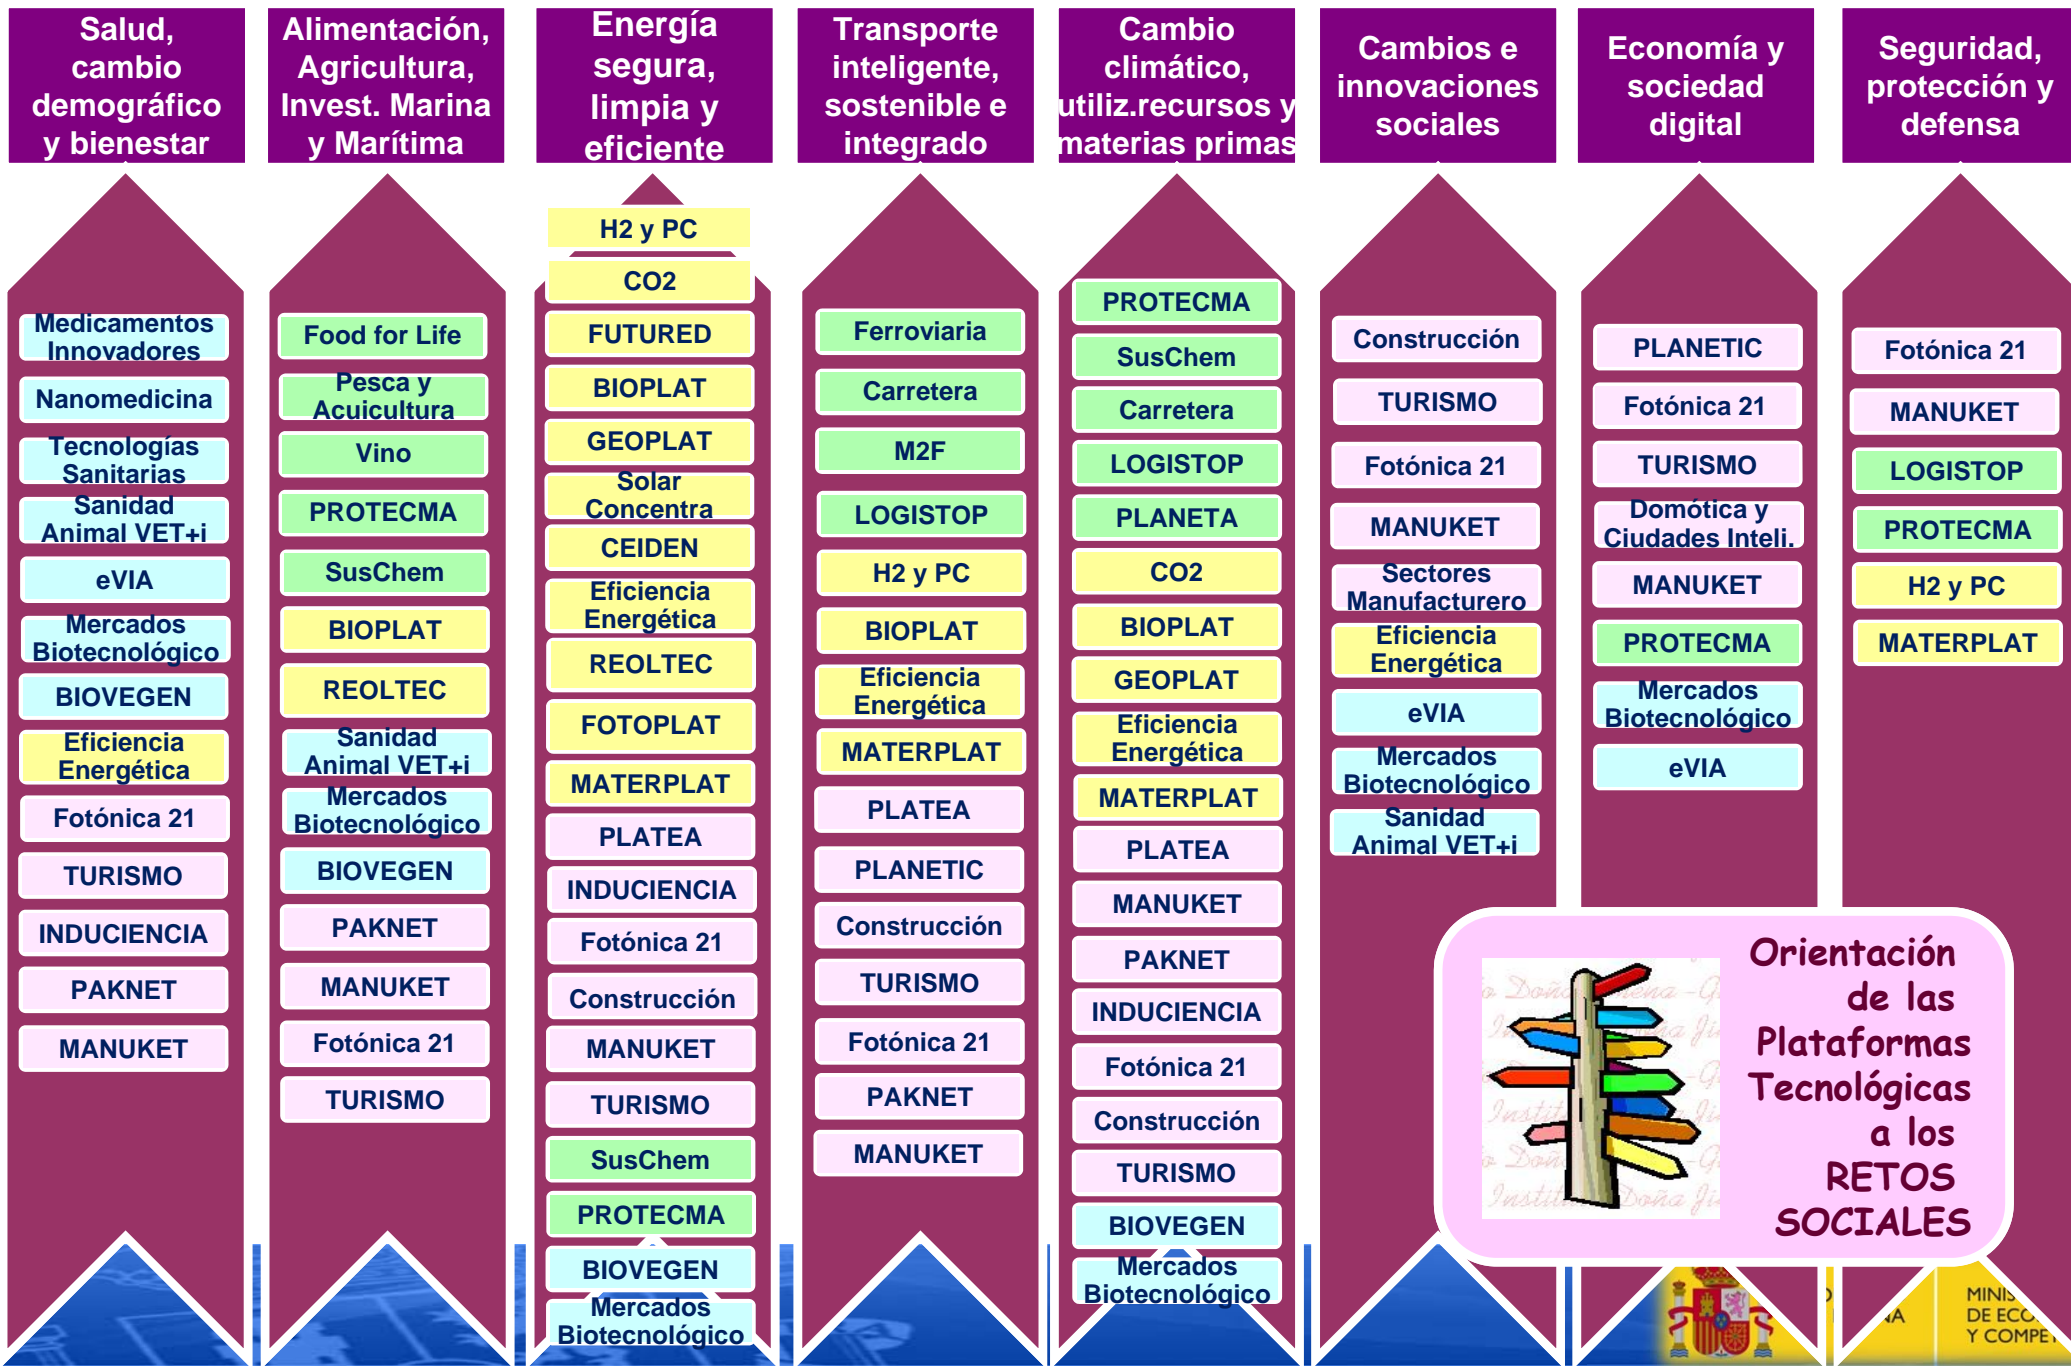 Salud,
cambio
demográfico
y bienestar
Medicamentos
Innovadores
Nanomedicina
Tecnologías
Sanitarias
Sanidad
Animal VET+i
eVIA
Mercados
Biotecnológico
BIOVEGEN
Eficiencia
Energética
Fotónica 21
TURISMO
INDUCIENCIA
PAKNET
MANUKET
Alimentación,
Agricultura,
Invest. Marina
y Marítima
Food for Life
Pesca y
Acuicultura
Vino
PROTECMA
SusChem
BIOPLAT
REOLTEC
Sanidad
Animal VET+i
Mercados
Biotecnológico
BIOVEGEN
PAKNET
MANUKET
Fotónica 21
TURISMO
Energía
segura,
limpia y
eficiente
H2 y PC
CO2
FUTURED
BIOPLAT
GEOPLAT
Solar
Concentra
CEIDEN
Eficiencia
Energética
REOLTEC
FOTOPLAT
MATERPLAT
PLATEA
INDUCIENCIA
Fotónica 21
Construcción
MANUKET
TURISMO
SusChem
PROTECMA
BIOVEGEN
Mercados
Biotecnológico
Transporte
inteligente,
sostenible e
integrado
Ferroviaria
Carretera
M2F
LOGISTOP
H2 y PC
BIOPLAT
Eficiencia
Energética
MATERPLAT
PLATEA
PLANETIC
Construcción
TURISMO
Fotónica 21
PAKNET
MANUKET
Cambio
climático,
utiliz.recursos y
materias primas
PROTECMA
SusChem
Carretera
LOGISTOP
PLANETA
CO2
BIOPLAT
GEOPLAT
Eficiencia
Energética
MATERPLAT
PLATEA
MANUKET
PAKNET
INDUCIENCIA
Fotónica 21
Construcción
TURISMO
BIOVEGEN
Mercados
Biotecnológico
Cambios e
innovaciones
sociales
Construcción
TURISMO
Fotónica 21
MANUKET
Sectores
Manufacturero
Eficiencia
Energética
eVIA
Mercados
Biotecnológico
Sanidad
Animal VET+i
Economía y
sociedad
digital
PLANETIC
Fotónica 21
TURISMO
Domótica y
Ciudades Inteli.
MANUKET
PROTECMA
Mercados
Biotecnológico
eVIA
Seguridad,
protección y
defensa
Fotónica 21
MANUKET
LOGISTOP
PROTECMA
H2 y PC
MATERPLAT
Orientación
de las
Plataformas
Tecnológicas
a los
RETOS
SOCIALES
MINIS
DE ECO
Y COMPE